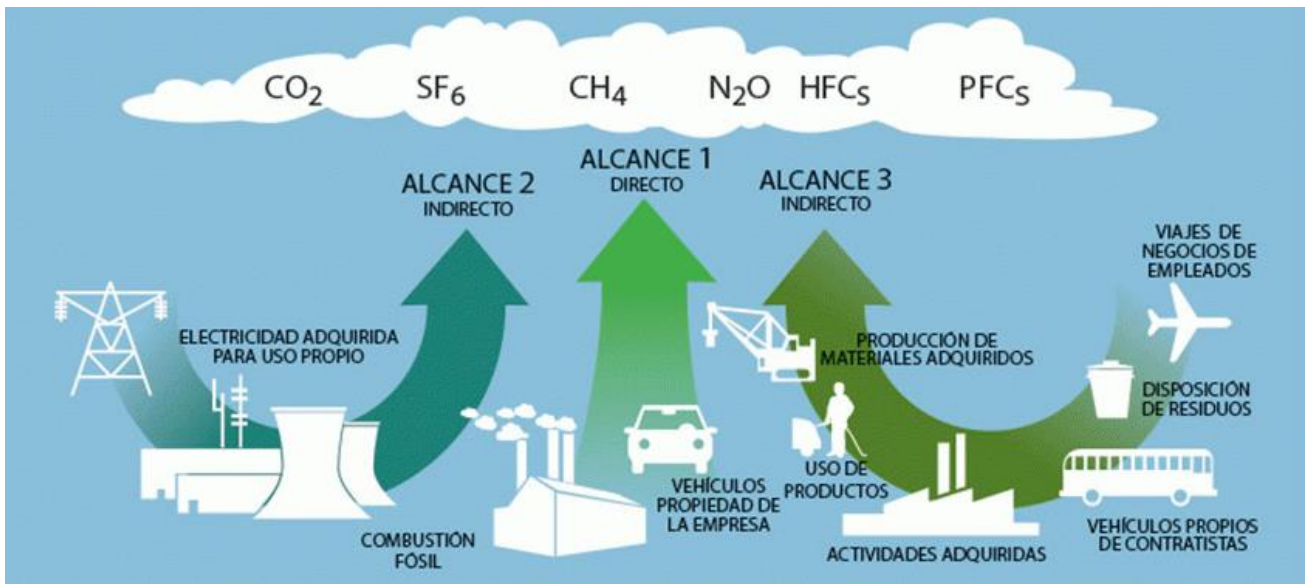 CO₂ SF₆ CH₄ N₂O HFCS PFCS
ALCANCE 2
INDIRECTO
ALCANCE 1
DIRECTO
ALCANCE 3
INDIRECTO
ELECTRICIDAD ADQUIRIDA
PARA USO PROPIO
COMBUSTIÓN
FÓSIL
VEHÍCULOS
PROPIEDAD DE
LA EMPRESA
PRODUCCIÓN DE
MATERIALES ADQUIRIDOS
USO DE
PRODUCTOS
ACTIVIDADES ADQUIRIDAS
VIAJES DE
NEGOCIOS DE
EMPLEADOS
DISPOSICIÓN
DE RESIDUOS
VEHÍCULOS PROPIOS
DE CONTRATISTAS